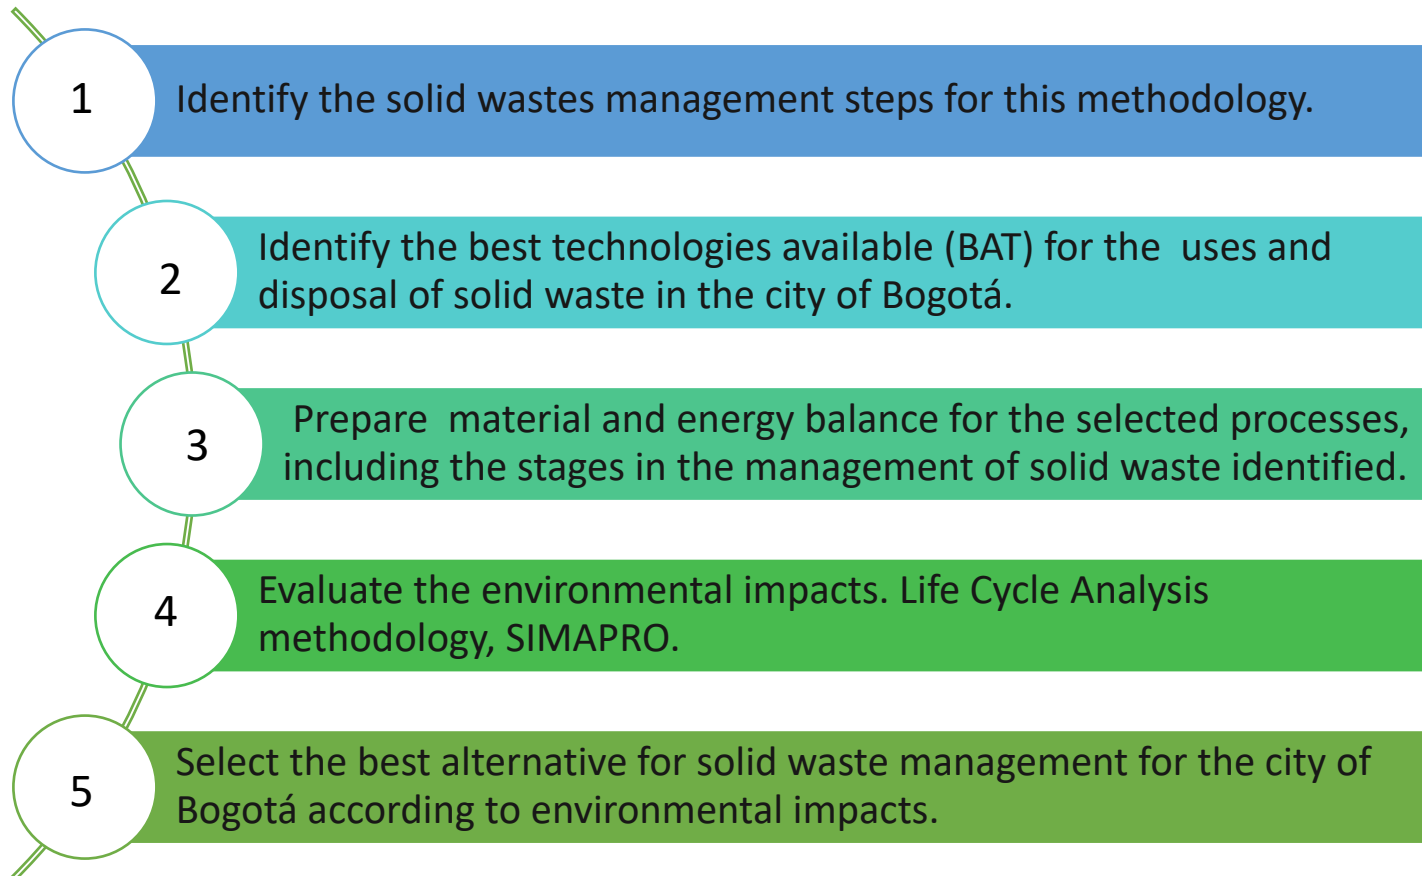 1
Identify the solid wastes management steps for this methodology.
2
Identify the best technologies available (BAT) for the  uses and
disposal of solid waste in the city of Bogotá.
3
Prepare  material and energy balance for the selected processes,
including the stages in the management of solid waste identified.
4
Evaluate the environmental impacts. Life Cycle Analysis
methodology, SIMAPRO.
5
Select the best alternative for solid waste management for the city of
Bogotá according to environmental impacts.